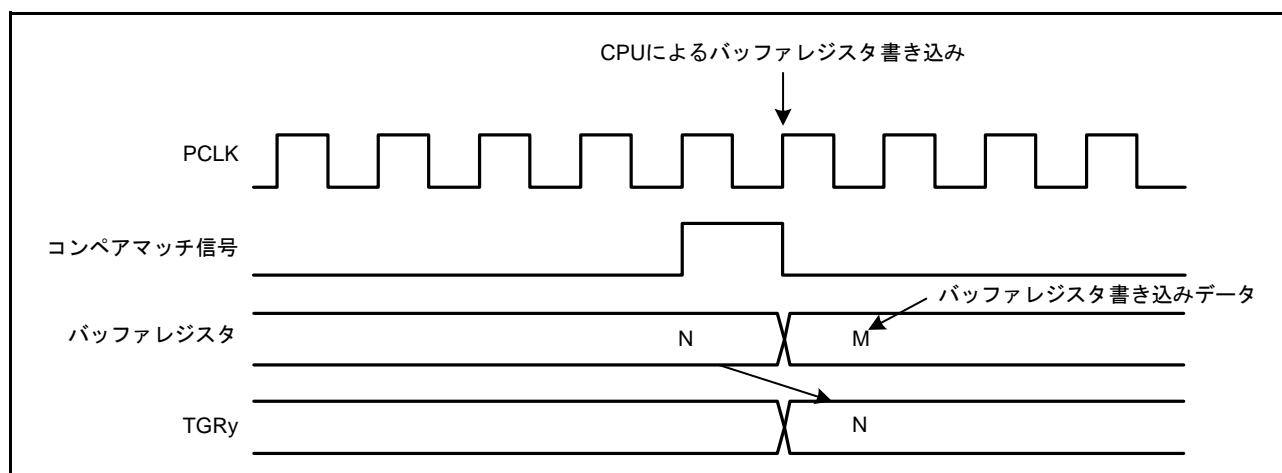 CPUによるバッファレジスタ書き込み
PCLK
コンペアマッチ信号
バッファレジスタ書き込みデータ
バッファレジスタ
N
M
TGRy
N